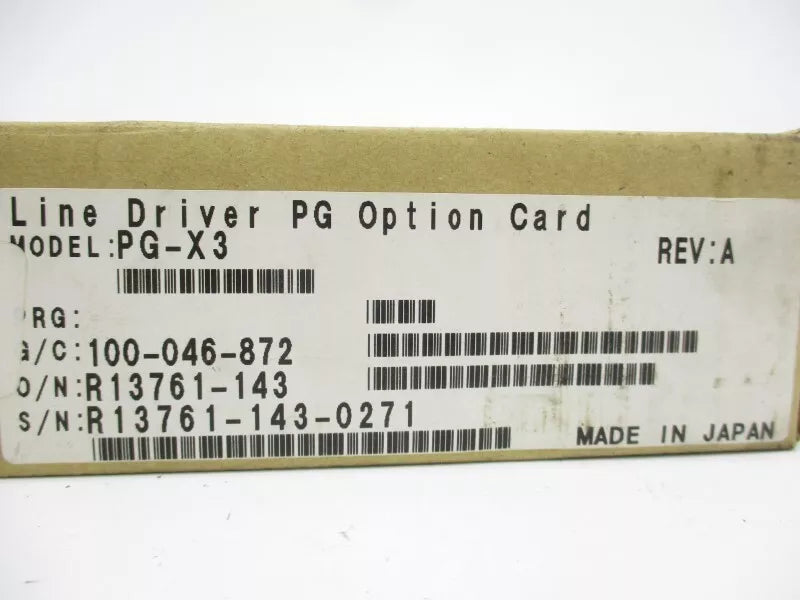 Line Driver PG Option Card
MODEL:PG-X3
REV:A
PRG:
G/C:100-046-872
O/N:R13761-143
S/N:R13761-143-0271
MADE IN JAPAN